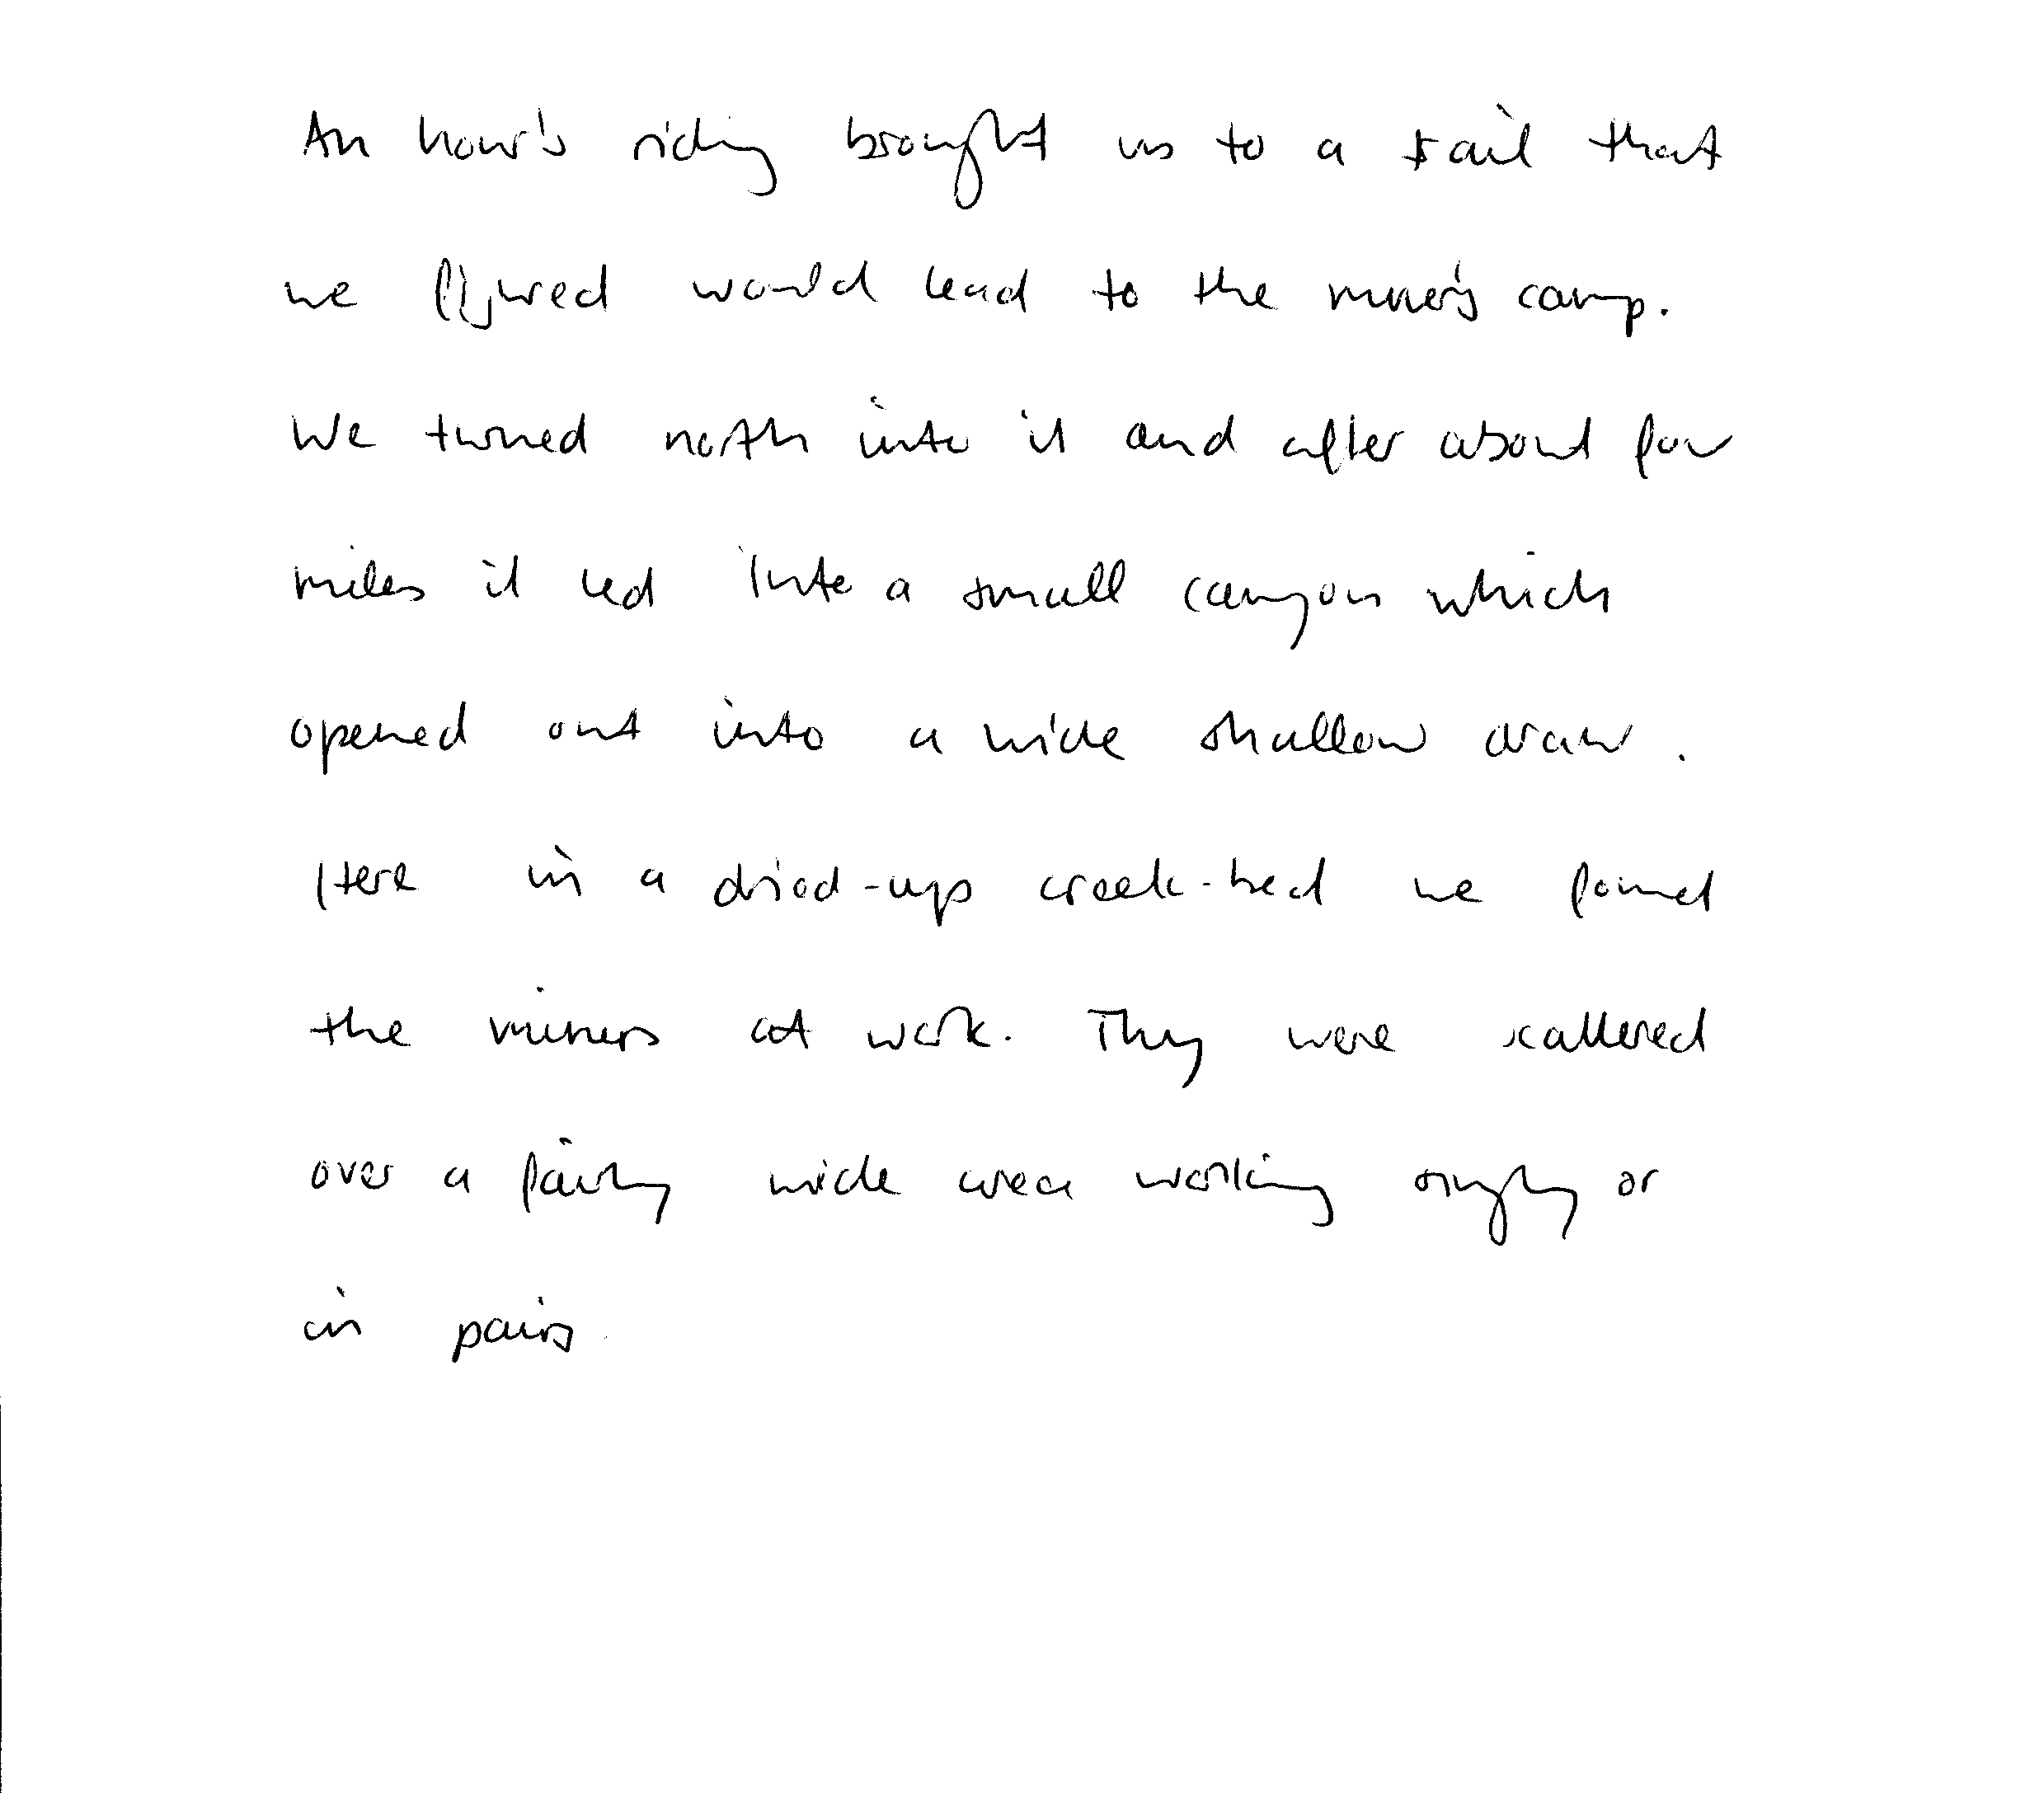 An hour's riding brought us to a trail that
we figured would lead to the miner's camp.
We turned north into it and after about four
miles it led into a small canyon which
opened out into a wide shallow draw.
Here in a dried-up creek-bed we found
the miners at work. They were scattered
over a fairly wide area working singly or
in pairs.